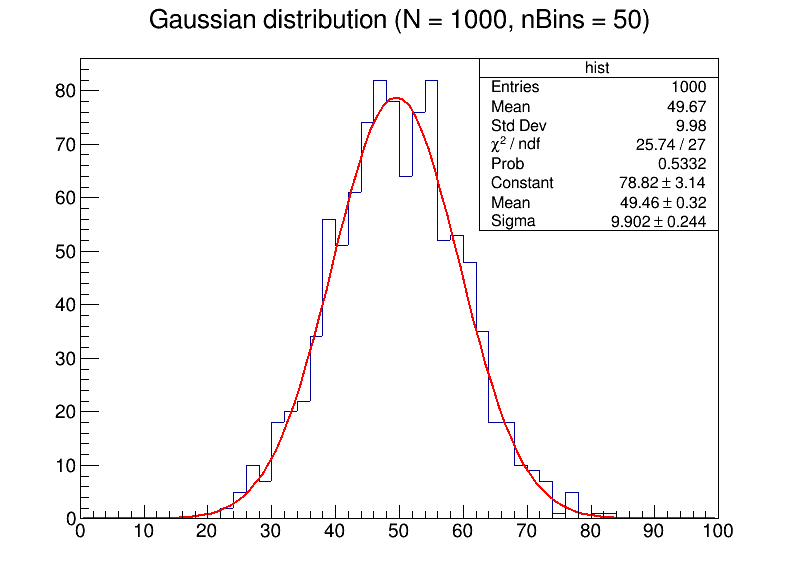 Gaussian distribution (N = 1000, nBins = 50)
hist
Entries 1000
Mean 49.67
Std Dev 9.98
χ² / ndf 25.74 / 27
Prob 0.5332
Constant 78.82 ± 3.14
Mean 49.46 ± 0.32
Sigma 9.902 ± 0.244
80
70
60
50
40
30
20
10
0
0 10 20 30 40 50 60 70 80 90 100